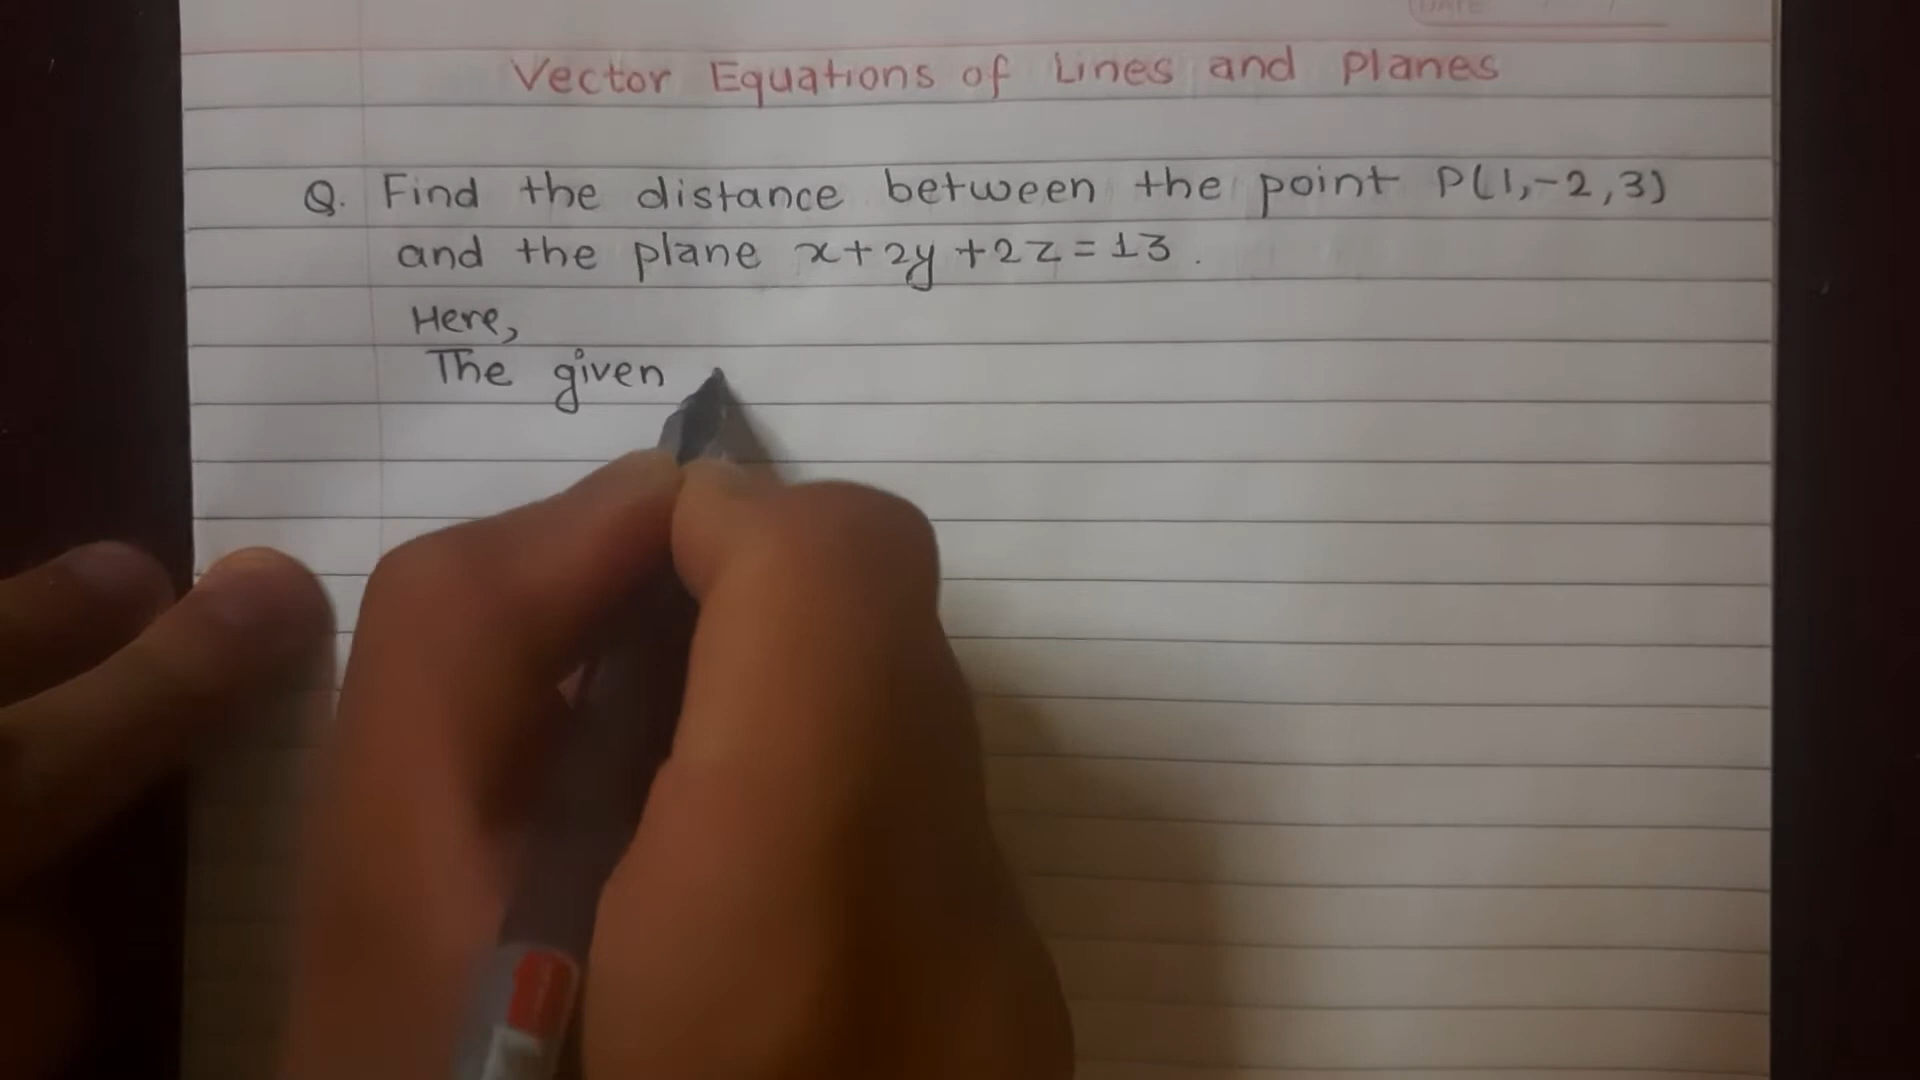 DATE
Vector Equations of Lines and Planes
Q. Find the distance between the point P(1,-2,3)
and the plane x+2y+2z=13.
Here,
The given